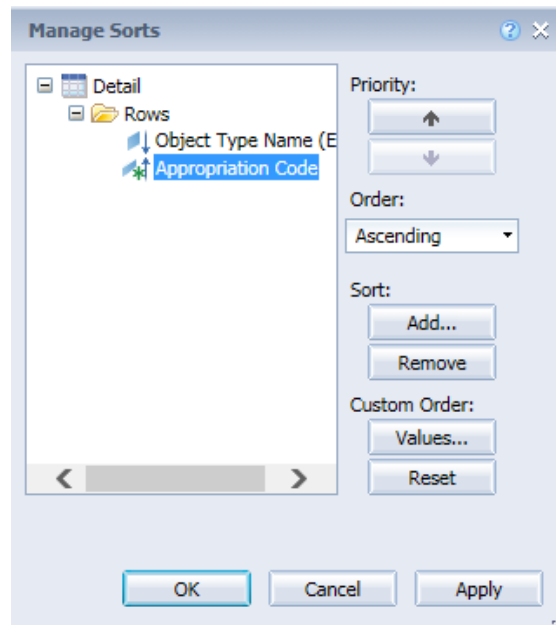 Manage Sorts
Detail
Rows
Object Type Name (E
Appropriation Code
Priority:
Order:
Ascending
Sort:
Add...
Remove
Custom Order:
Values...
Reset
OK Cancel Apply